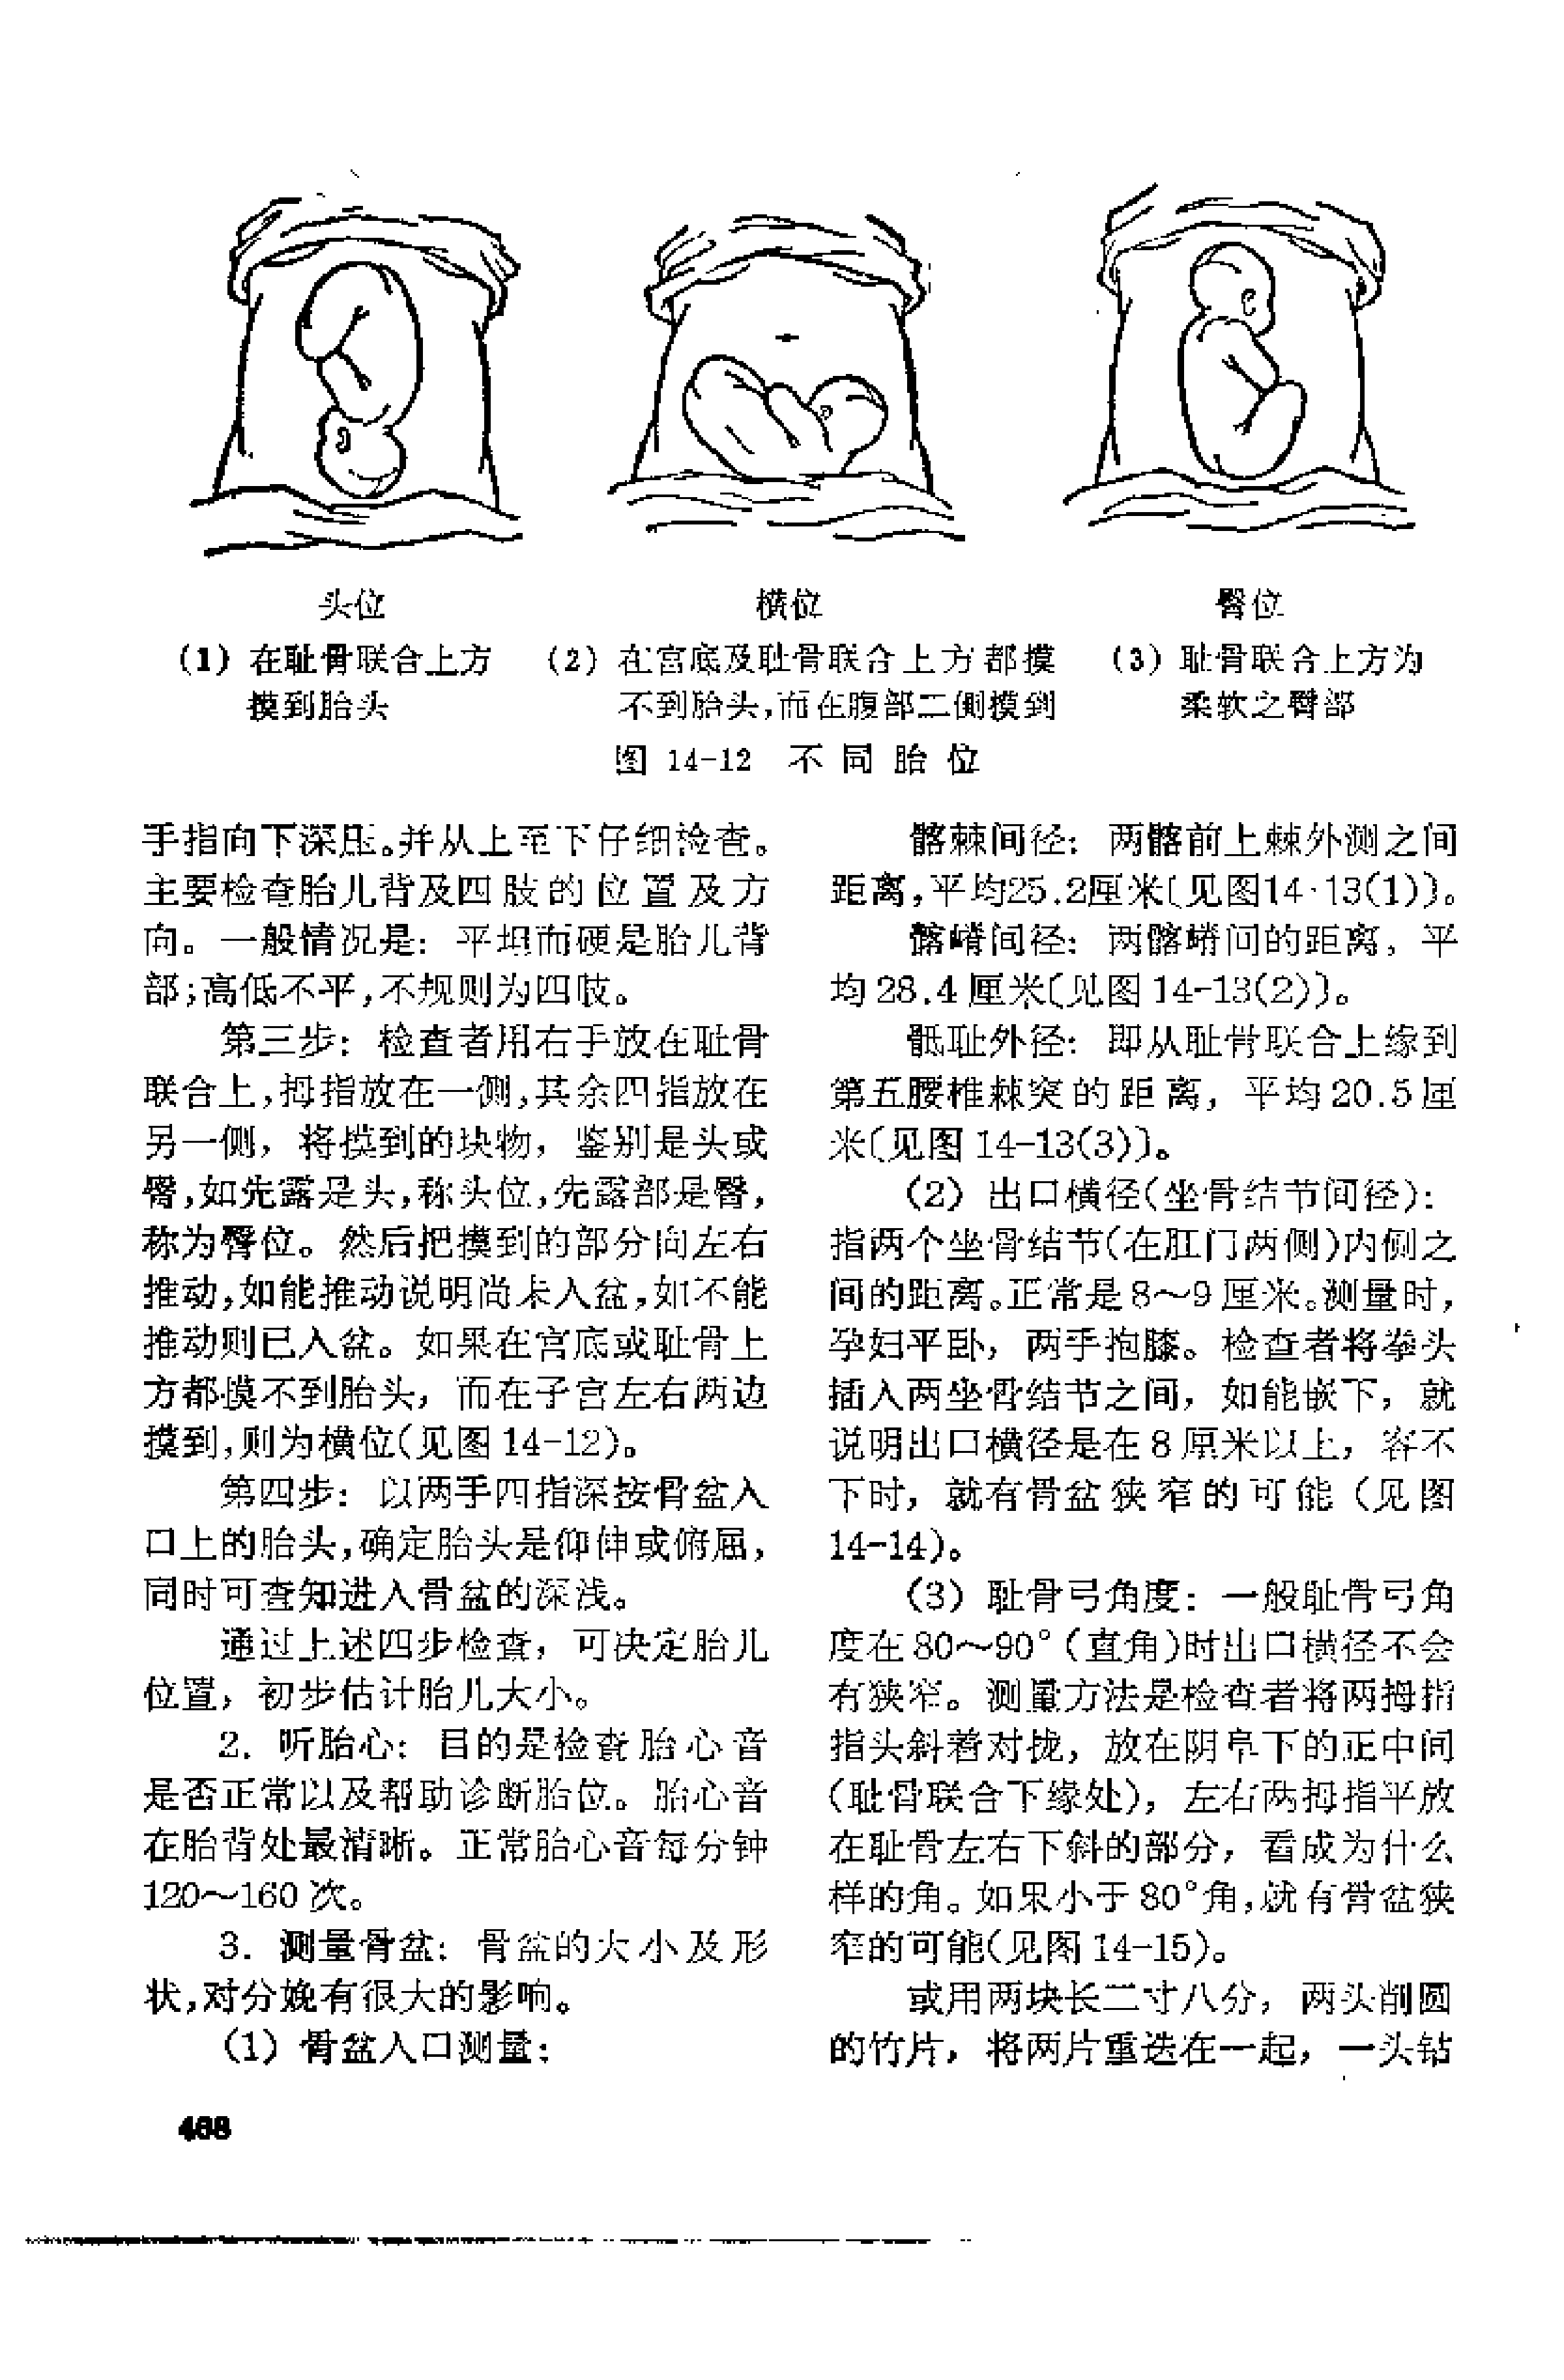 头位
(1) 在耻骨联合上方
摸到胎头
横位
(2) 在宫底及耻骨联合上方都摸
不到胎头,而在腹部二侧摸到
臀位
(3) 耻骨联合上方为
柔软之臀部
图 14-12 不同胎位
手指向下深压。并从上至下仔细检查。
主要检查胎儿背及四肢的位置及方
向。一般情况是：平坦而硬是胎儿背
部;高低不平,不规则为四肢。
第三步：检查者用右手放在耻骨
联合上,拇指放在一侧,其余四指放在
另一侧，将摸到的块物，鉴别是头或
臀,如先露是头,称头位,先露部是臀,
称为臀位。然后把摸到的部分向左右
推动,如能推动说明尚未入盆,如不能
推动则已入盆。如果在宫底或耻骨上
方都摸不到胎头，而在子宫左右两边
摸到,则为横位(见图 14-12)。
第四步：以两手四指深按骨盆入
口上的胎头,确定胎头是仰伸或俯屈,
同时可查知进入骨盆的深浅。
通过上述四步检查，可决定胎儿
位置，初步估计胎儿大小。
2. 听胎心：目的是检查胎心音
是否正常以及帮助诊断胎位。胎心音
在胎背处最清晰。正常胎心音每分钟
120～160 次。
3. 测量骨盆：骨盆的大小及形
状,对分娩有很大的影响。
(1) 骨盆入口测量：
髂棘间径：两髂前上棘外测之间
距离,平均25.2厘米〔见图14-13(1)〕。
髂嵴间径：两髂嵴间的距离，平
均 28.4 厘米〔见图 14-13(2)〕。
骶耻外径：即从耻骨联合上缘到
第五腰椎棘突的距离，平均 20.5 厘
米〔见图 14-13(3)〕。
(2) 出口横径(坐骨结节间径)：
指两个坐骨结节(在肛门两侧)内侧之
间的距离。正常是 8～9 厘米。测量时,
孕妇平卧，两手抱膝。检查者将拳头
插入两坐骨结节之间，如能嵌下，就
说明出口横径是在 8 厘米以上，容不
下时，就有骨盆狭窄的可能（见图
14-14)。
(3) 耻骨弓角度：一般耻骨弓角
度在 80～90°(直角)时出口横径不会
有狭窄。测量方法是检查者将两拇指
指头斜着对拢，放在阴阜下的正中间
(耻骨联合下缘处)，左右两拇指平放
在耻骨左右下斜的部分，看成为什么
样的角。如果小于 80°角,就有骨盆狭
窄的可能(见图 14-15)。
或用两块长二寸八分，两头削圆
的竹片，将两片重迭在一起，一头钻
468